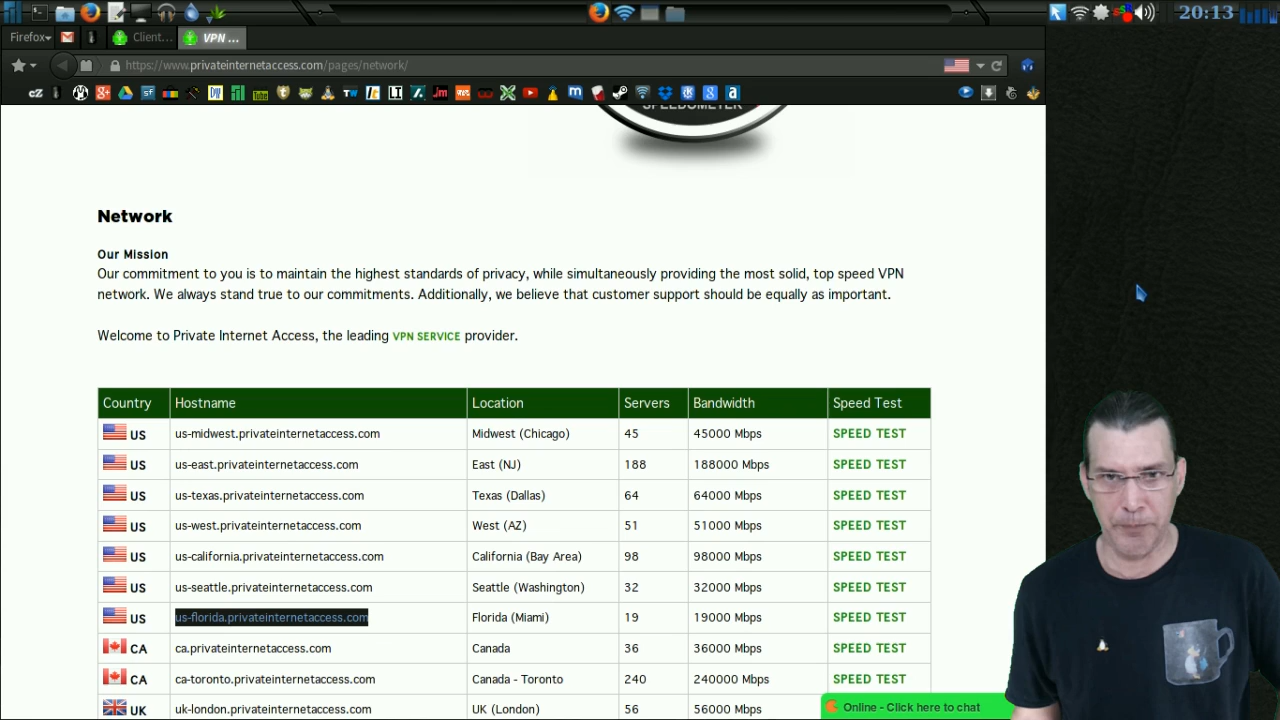 20:13
Firefox
Client...
VPN ...
https://www.privateinternetaccess.com/pages/network/
SPEEDOMETER
Network
Our Mission
Our commitment to you is to maintain the highest standards of privacy, while simultaneously providing the most solid, top speed VPN
network. We always stand true to our commitments. Additionally, we believe that customer support should be equally as important.
Welcome to Private Internet Access, the leading VPN SERVICE provider.
Country Hostname Location Servers Bandwidth Speed Test
US us-midwest.privateinternetaccess.com Midwest (Chicago) 45 45000 Mbps SPEED TEST
US us-east.privateinternetaccess.com East (NJ) 188 188000 Mbps SPEED TEST
US us-texas.privateinternetaccess.com Texas (Dallas) 64 64000 Mbps SPEED TEST
US us-west.privateinternetaccess.com West (AZ) 51 51000 Mbps SPEED TEST
US us-california.privateinternetaccess.com California (Bay Area) 98 98000 Mbps SPEED TEST
US us-seattle.privateinternetaccess.com Seattle (Washington) 32 32000 Mbps SPEED TEST
US us-florida.privateinternetaccess.com Florida (Miami) 19 19000 Mbps SPEED TEST
CA ca.privateinternetaccess.com Canada 36 36000 Mbps SPEED TEST
CA ca-toronto.privateinternetaccess.com Canada - Toronto 240 240000 Mbps SPEED TEST
UK uk-london.privateinternetaccess.com UK (London) 56 56000 Mbps
Online - Click here to chat